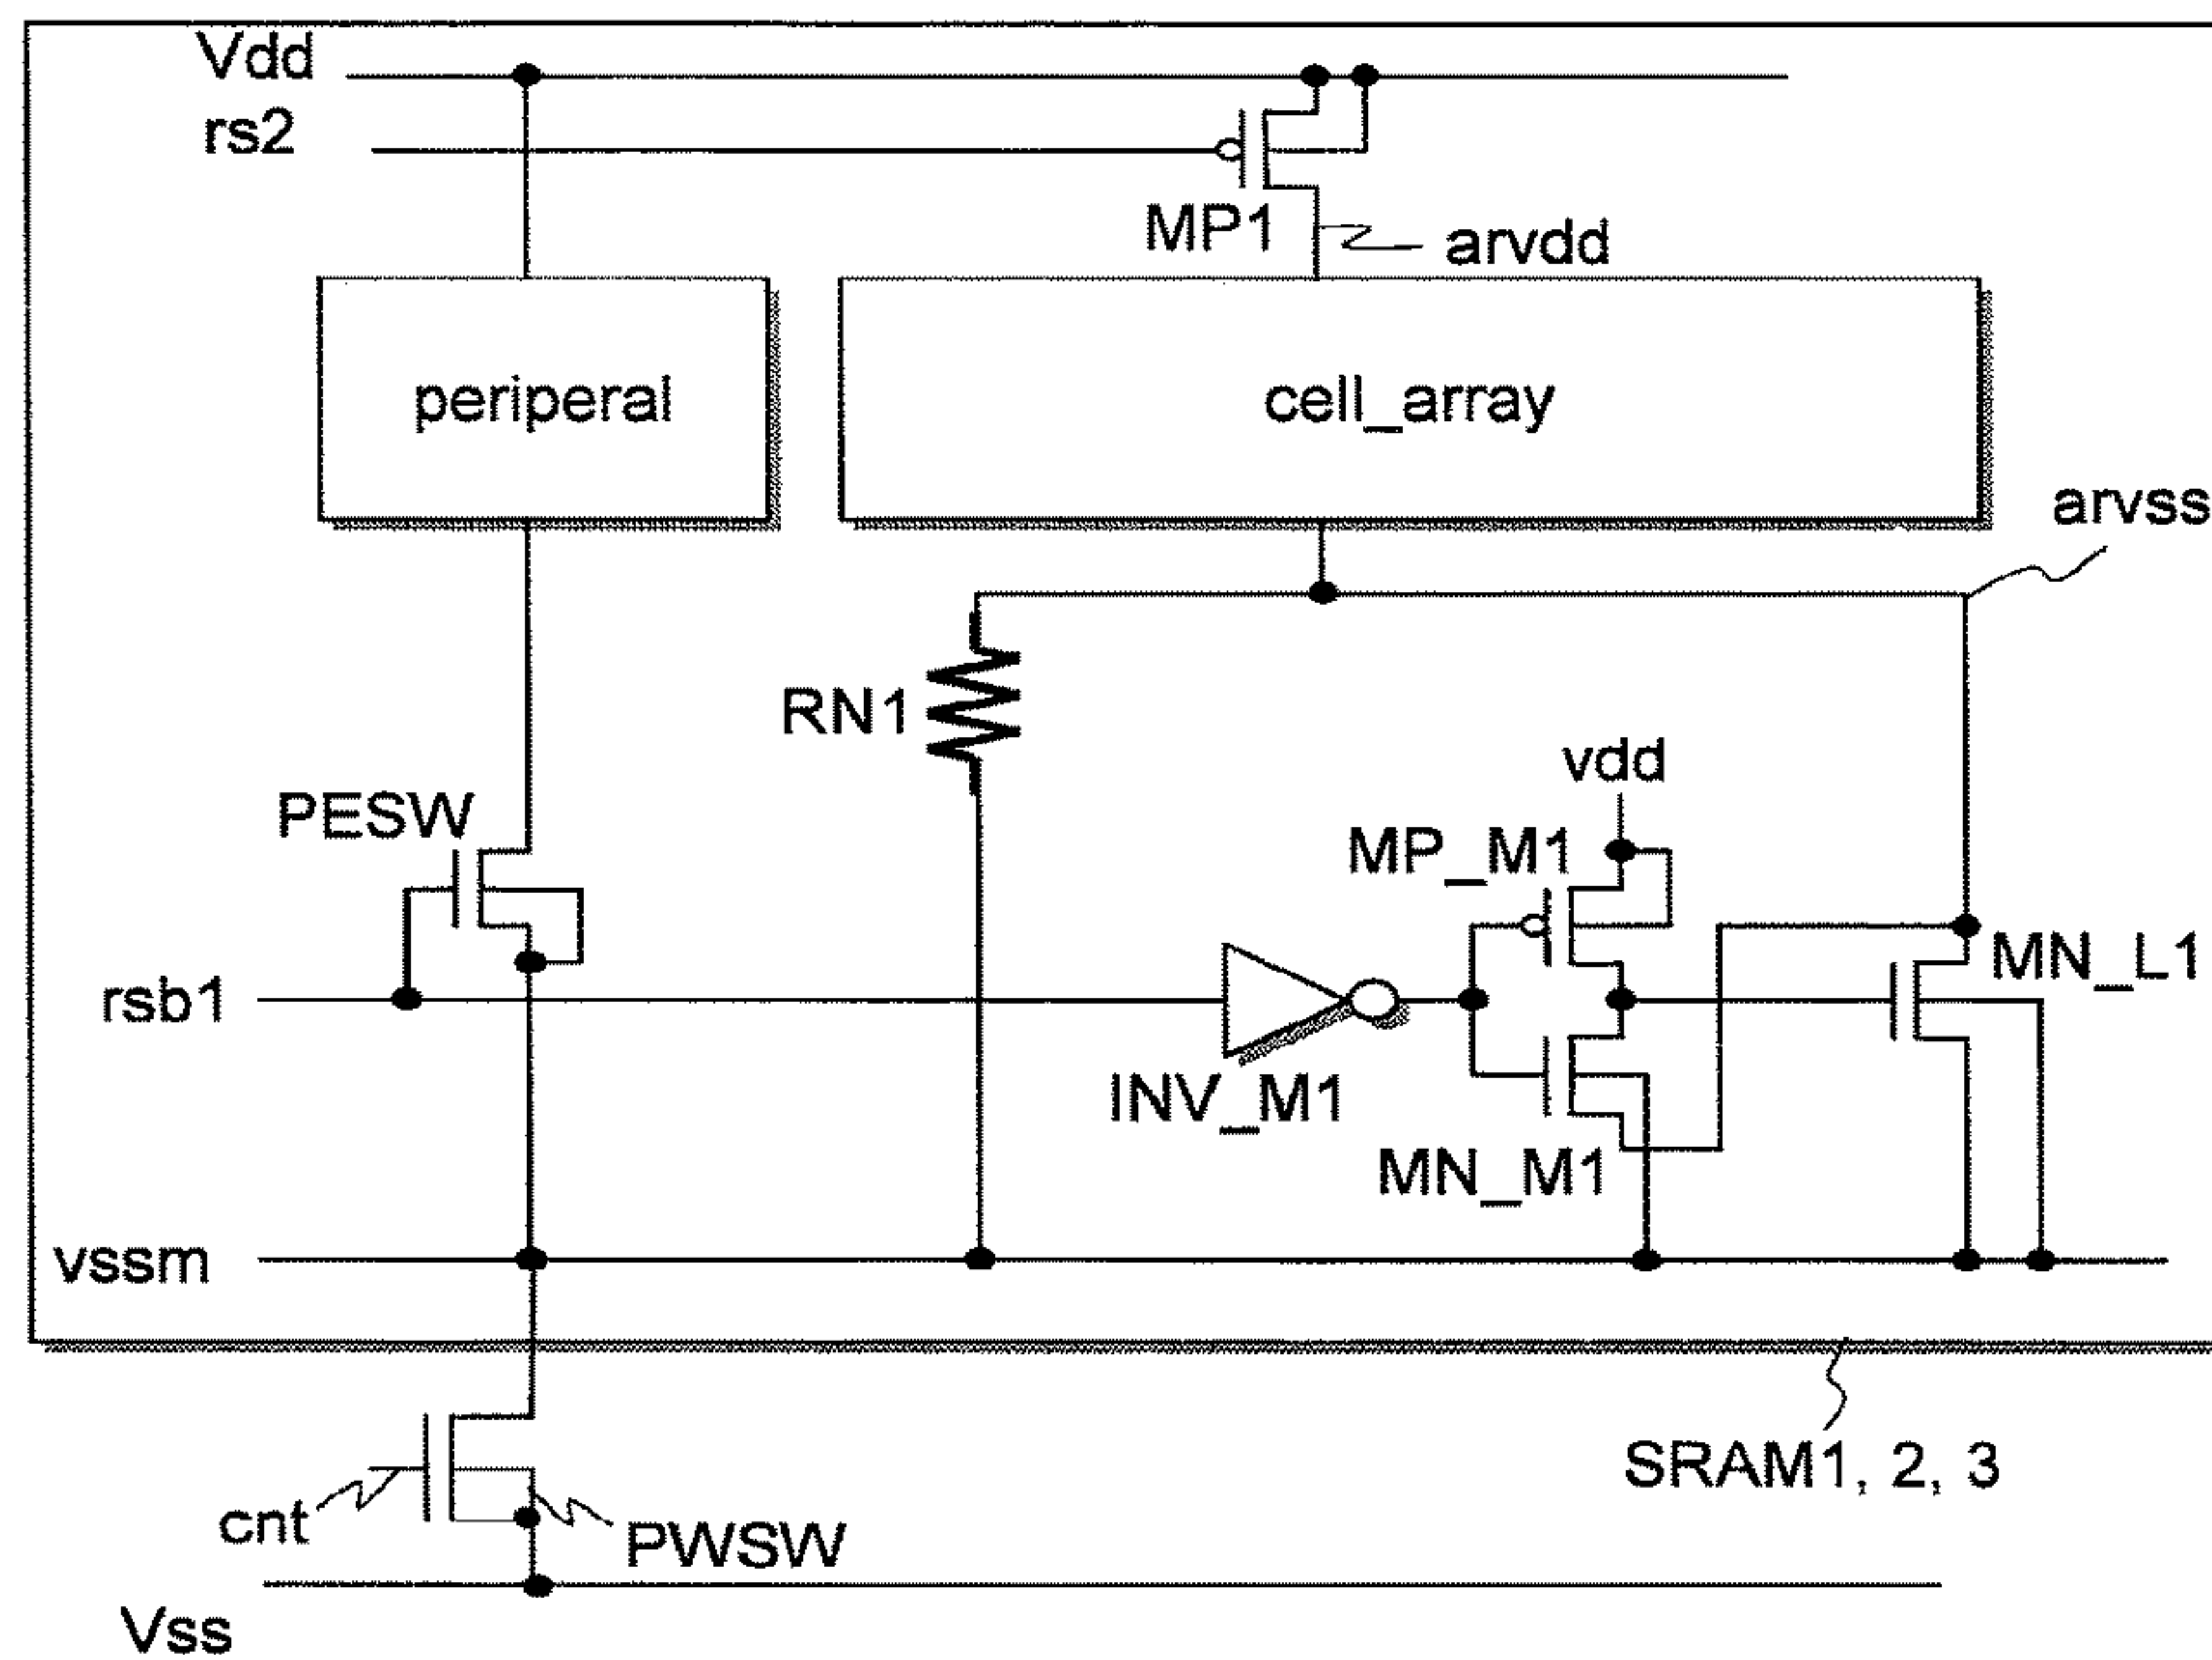 Vdd
rs2
MP1
arvdd
periperal
cell_array
arvss
RN1
vdd
PESW
MP_M1
MN_L1
rsb1
INV_M1
MN_M1
vssm
SRAM1, 2, 3
cnt
PWSW
Vss